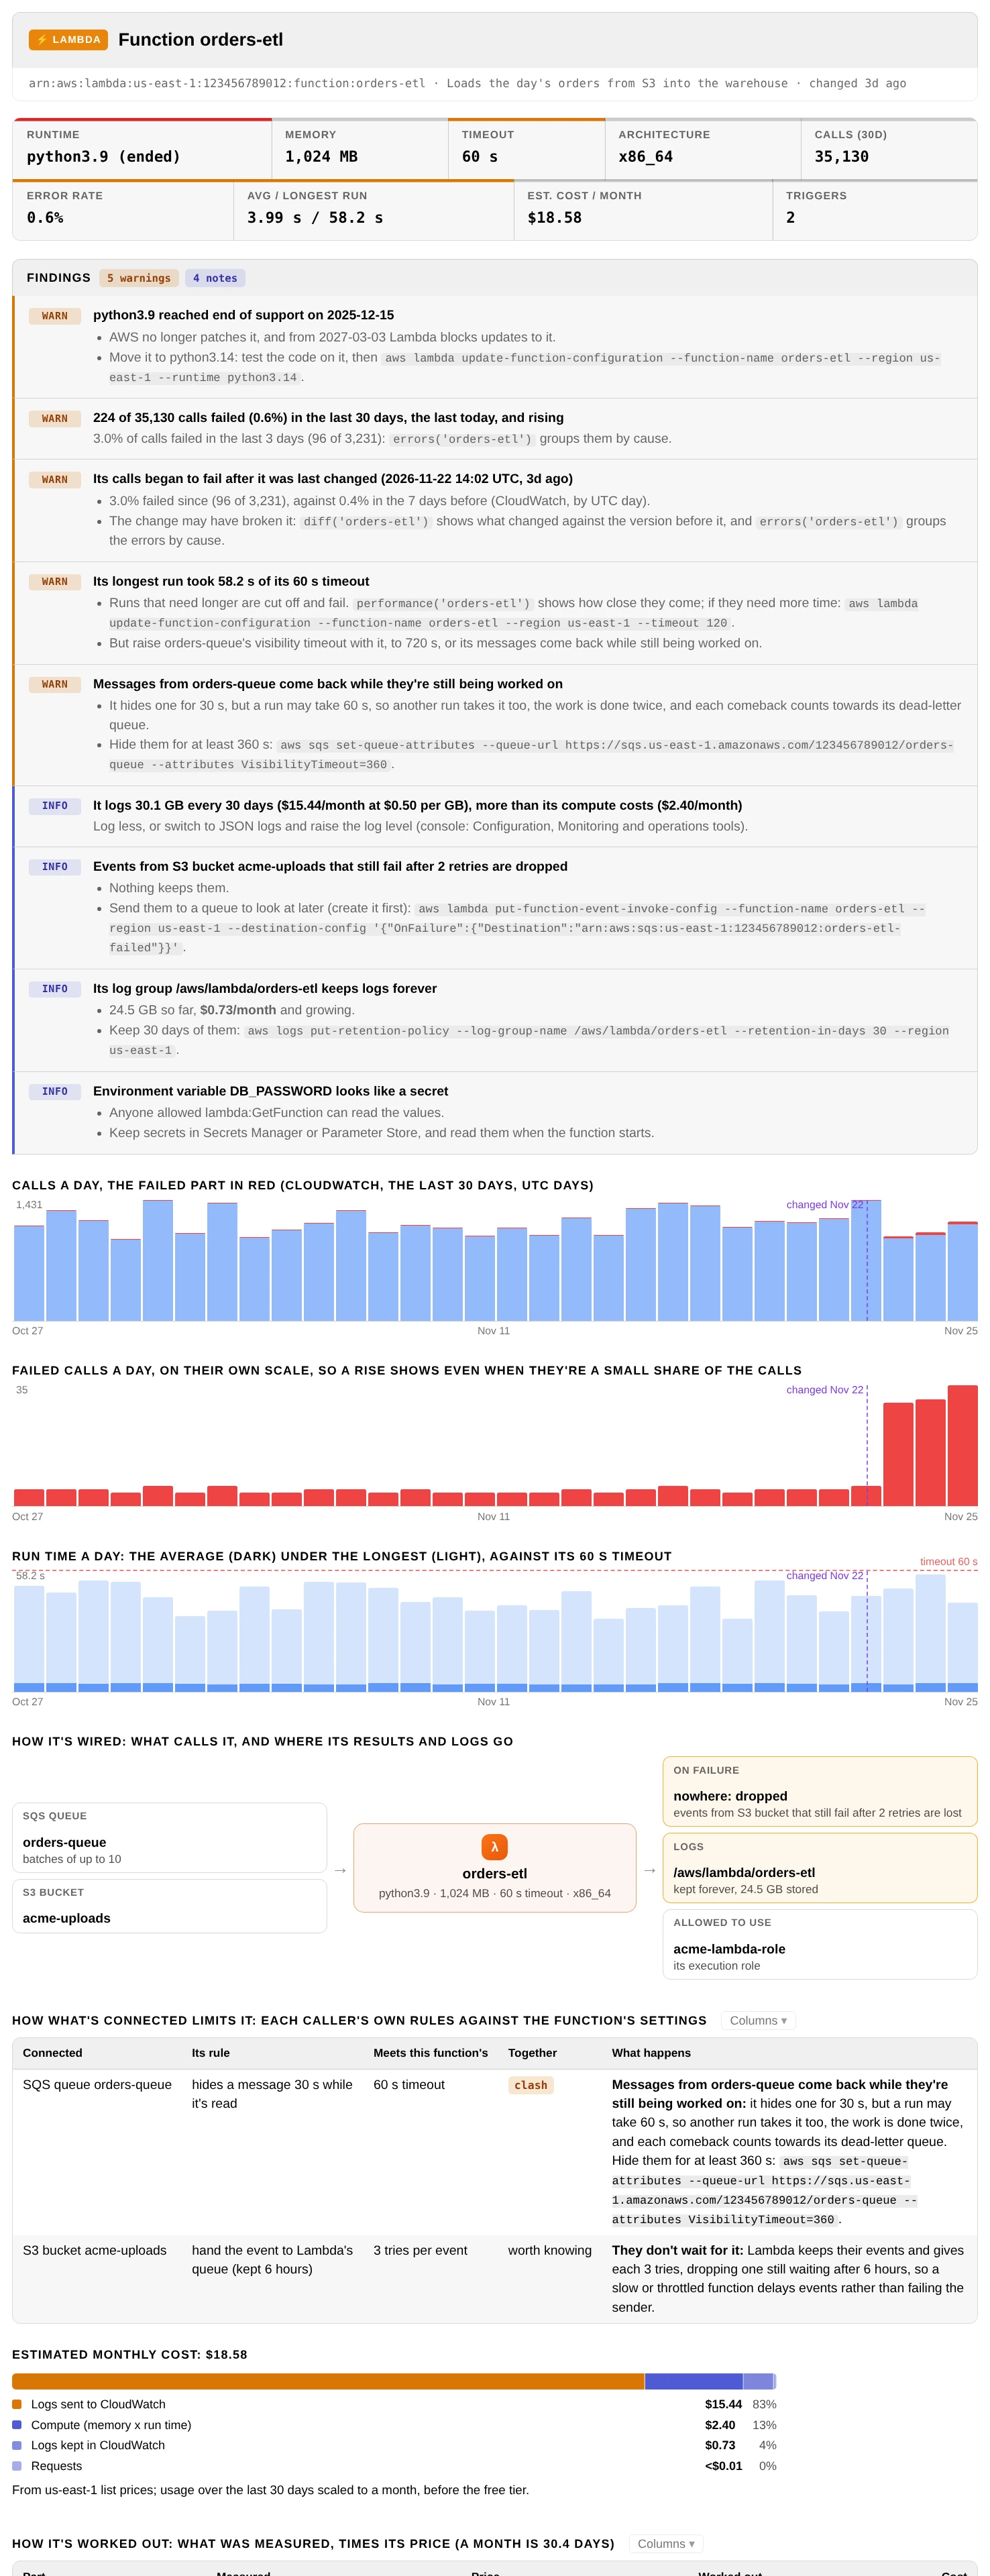 ⚡ LAMBDA Function orders-etl
arn:aws:lambda:us-east-1:123456789012:function:orders-etl · Loads the day's orders from S3 into the warehouse · changed 3d ago
RUNTIME
python3.9 (ended)
MEMORY
1,024 MB
TIMEOUT
60 s
ARCHITECTURE
x86_64
CALLS (30D)
35,130
ERROR RATE
0.6%
AVG / LONGEST RUN
3.99 s / 58.2 s
EST. COST / MONTH
$18.58
TRIGGERS
2
FINDINGS 5 warnings 4 notes
WARN python3.9 reached end of support on 2025-12-15
• AWS no longer patches it, and from 2027-03-03 Lambda blocks updates to it.
• Move it to python3.14: test the code on it, then aws lambda update-function-configuration --function-name orders-etl --region us-
east-1 --runtime python3.14 .
WARN 224 of 35,130 calls failed (0.6%) in the last 30 days, the last today, and rising
3.0% of calls failed in the last 3 days (96 of 3,231): errors('orders-etl') groups them by cause.
WARN Its calls began to fail after it was last changed (2026-11-22 14:02 UTC, 3d ago)
• 3.0% failed since (96 of 3,231), against 0.4% in the 7 days before (CloudWatch, by UTC day).
• The change may have broken it: diff('orders-etl') shows what changed against the version before it, and errors('orders-etl') groups
the errors by cause.
WARN Its longest run took 58.2 s of its 60 s timeout
• Runs that need longer are cut off and fail. performance('orders-etl') shows how close they come; if they need more time: aws lambda
update-function-configuration --function-name orders-etl --region us-east-1 --timeout 120 .
• But raise orders-queue's visibility timeout with it, to 720 s, or its messages come back while still being worked on.
WARN Messages from orders-queue come back while they're still being worked on
• It hides one for 30 s, but a run may take 60 s, so another run takes it too, the work is done twice, and each comeback counts towards its dead-letter
queue.
• Hide them for at least 360 s: aws sqs set-queue-attributes --queue-url https://sqs.us-east-1.amazonaws.com/123456789012/orders-
queue --attributes VisibilityTimeout=360 .
INFO It logs 30.1 GB every 30 days ($15.44/month at $0.50 per GB), more than its compute costs ($2.40/month)
Log less, or switch to JSON logs and raise the log level (console: Configuration, Monitoring and operations tools).
INFO Events from S3 bucket acme-uploads that still fail after 2 retries are dropped
• Nothing keeps them.
• Send them to a queue to look at later (create it first): aws lambda put-function-event-invoke-config --function-name orders-etl --
region us-east-1 --destination-config '{"OnFailure":{"Destination":"arn:aws:sqs:us-east-1:123456789012:orders-etl-
failed"}}' .
INFO Its log group /aws/lambda/orders-etl keeps logs forever
• 24.5 GB so far, $0.73/month and growing.
• Keep 30 days of them: aws logs put-retention-policy --log-group-name /aws/lambda/orders-etl --retention-in-days 30 --region
us-east-1 .
INFO Environment variable DB_PASSWORD looks like a secret
• Anyone allowed lambda:GetFunction can read the values.
• Keep secrets in Secrets Manager or Parameter Store, and read them when the function starts.
CALLS A DAY, THE FAILED PART IN RED (CLOUDWATCH, THE LAST 30 DAYS, UTC DAYS)
1,431
changed Nov 22
Oct 27 Nov 11 Nov 25
FAILED CALLS A DAY, ON THEIR OWN SCALE, SO A RISE SHOWS EVEN WHEN THEY'RE A SMALL SHARE OF THE CALLS
35
changed Nov 22
Oct 27 Nov 11 Nov 25
RUN TIME A DAY: THE AVERAGE (DARK) UNDER THE LONGEST (LIGHT), AGAINST ITS 60 S TIMEOUT
timeout 60 s
58.2 s
changed Nov 22
Oct 27 Nov 11 Nov 25
HOW IT'S WIRED: WHAT CALLS IT, AND WHERE ITS RESULTS AND LOGS GO
SQS QUEUE
orders-queue
batches of up to 10
S3 BUCKET
acme-uploads
→
λ
orders-etl
python3.9 · 1,024 MB · 60 s timeout · x86_64
→
ON FAILURE
nowhere: dropped
events from S3 bucket that still fail after 2 retries are lost
LOGS
/aws/lambda/orders-etl
kept forever, 24.5 GB stored
ALLOWED TO USE
acme-lambda-role
its execution role
HOW WHAT'S CONNECTED LIMITS IT: EACH CALLER'S OWN RULES AGAINST THE FUNCTION'S SETTINGS Columns ▾
Connected Its rule Meets this function's Together What happens
SQS queue orders-queue
hides a message 30 s while
it's read
60 s timeout
clash
Messages from orders-queue come back while they're
still being worked on: it hides one for 30 s, but a run may
take 60 s, so another run takes it too, the work is done twice,
and each comeback counts towards its dead-letter queue.
Hide them for at least 360 s: aws sqs set-queue-
attributes --queue-url https://sqs.us-east-
1.amazonaws.com/123456789012/orders-queue --
attributes VisibilityTimeout=360 .
S3 bucket acme-uploads
hand the event to Lambda's
queue (kept 6 hours)
3 tries per event
worth knowing
They don't wait for it: Lambda keeps their events and gives
each 3 tries, dropping one still waiting after 6 hours, so a
slow or throttled function delays events rather than failing the
sender.
ESTIMATED MONTHLY COST: $18.58
Logs sent to CloudWatch $15.44 83%
Compute (memory x run time) $2.40 13%
Logs kept in CloudWatch $0.73 4%
Requests <$0.01 0%
From us-east-1 list prices; usage over the last 30 days scaled to a month, before the free tier.
HOW IT'S WORKED OUT: WHAT WAS MEASURED, TIMES ITS PRICE (A MONTH IS 30.4 DAYS) Columns ▾